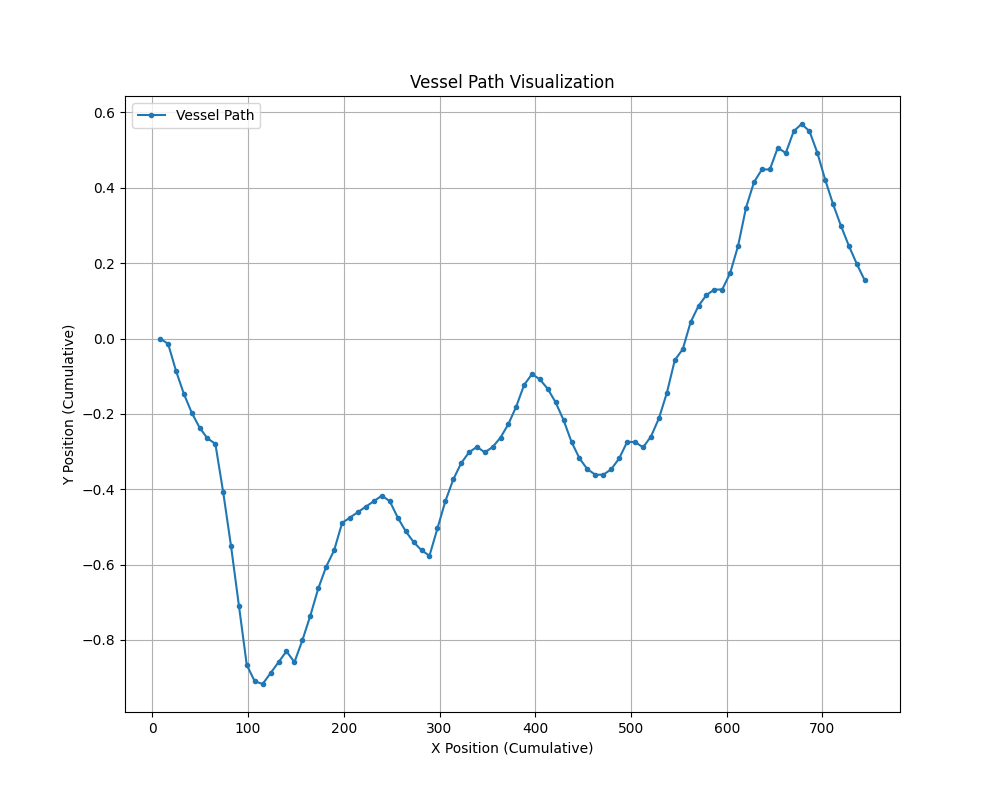 Vessel Path Visualization
Vessel Path
0.6
0.4
0.2
0.0
−0.2
−0.4
−0.6
−0.8
Y Position (Cumulative)
0 100 200 300 400 500 600 700
X Position (Cumulative)